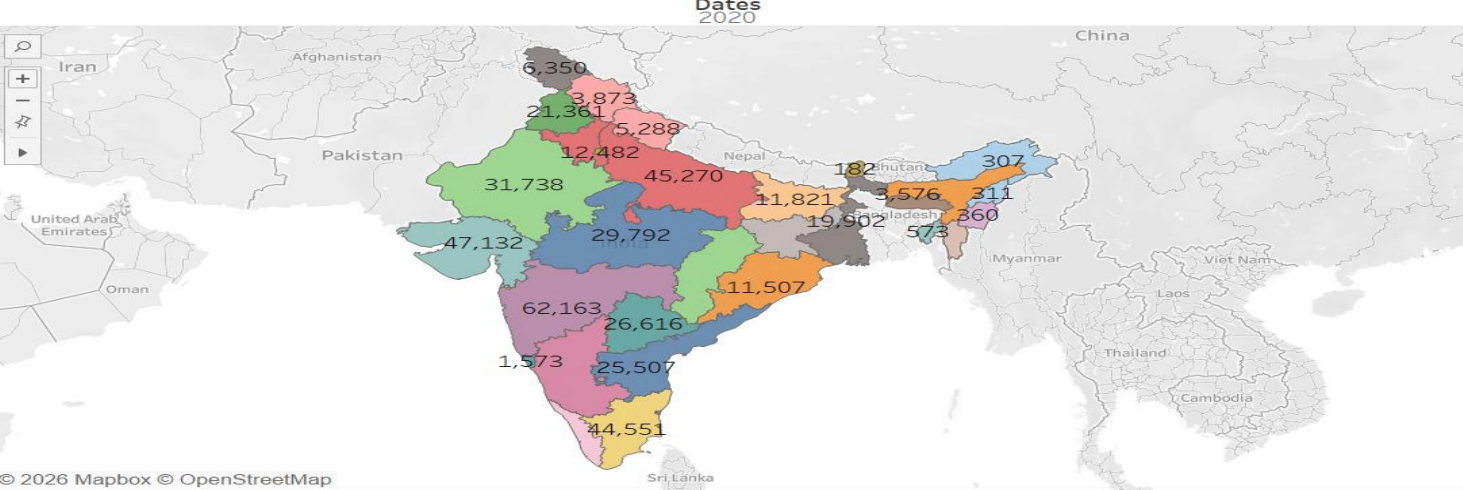 Dates
2020
China
Afghanistan
Iran
6,350
3,873
21,361
5,288
12,482
Pakistan
Nepal
182
Bhutan
307
45,270
31,738
11,821
3,576
311
United Arab
Emirates
19,902
Bangladesh
360
573
47,132
29,792
India
Myanmar
Viet Nam
Oman
11,507
Laos
62,163
26,616
Thailand
1,573
25,507
Cambodia
44,551
Sri Lanka
© 2026 Mapbox © OpenStreetMap